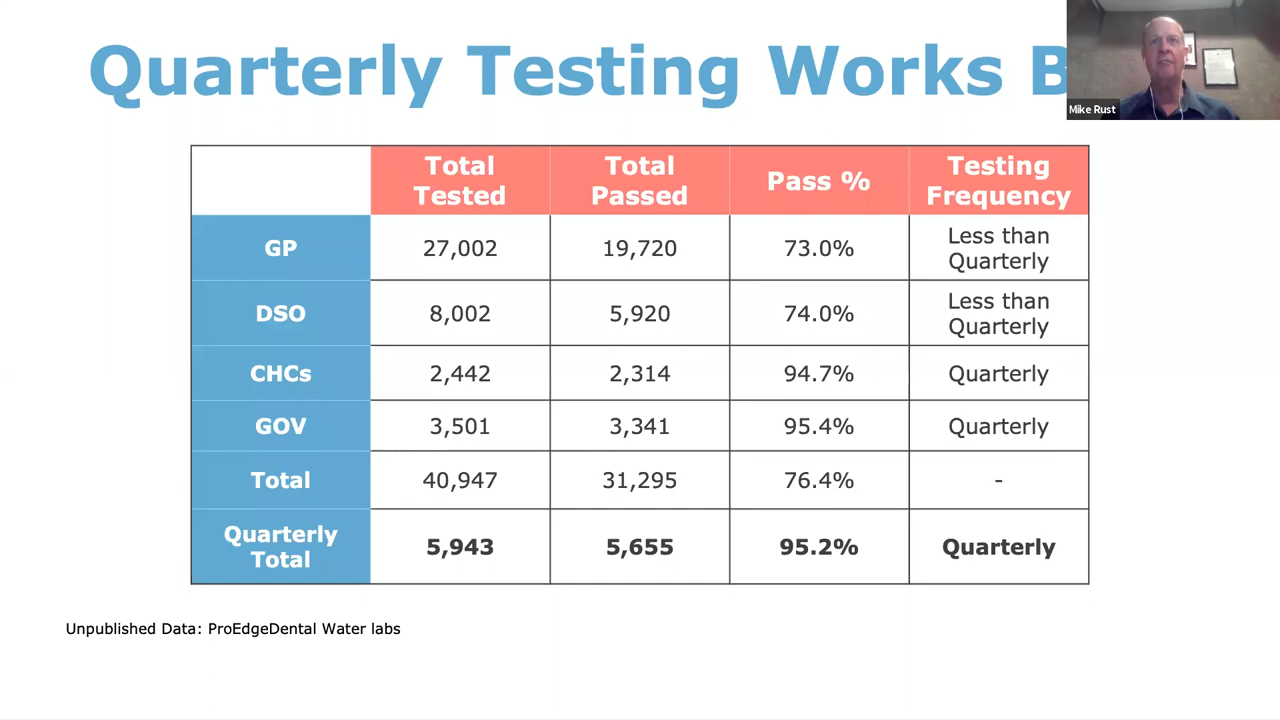 Quarterly Testing Works B
Mike Rust
Total Tested
Total Passed
Pass %
Testing Frequency
GP
27,002
19,720
73.0%
Less than Quarterly
DSO
8,002
5,920
74.0%
Less than Quarterly
CHCs
2,442
2,314
94.7%
Quarterly
GOV
3,501
3,341
95.4%
Quarterly
Total
40,947
31,295
76.4%
-
Quarterly Total
5,943
5,655
95.2%
Quarterly
Unpublished Data: ProEdgeDental Water labs